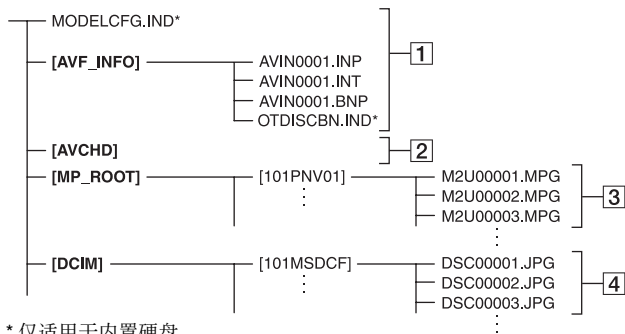 MODELCFG.IND*
[AVF_INFO] AVIN0001.INP
AVIN0001.INT
1
AVIN0001.BNP
OTDISCBN.IND*
[AVCHD] 2
[MP_ROOT] [101PNV01] M2U00001.MPG
M2U00002.MPG 3
M2U00003.MPG
[DCIM] [101MSDCF] DSC00001.JPG
DSC00002.JPG 4
DSC00003.JPG
* 仅适用于内置硬盘